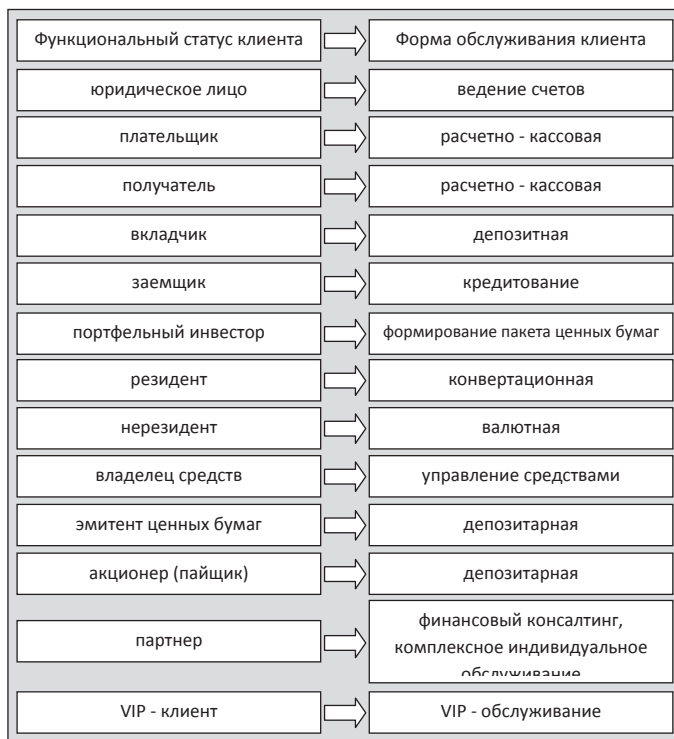 Функциональный статус клиента Форма обслуживания клиента
юридическое лицо ведение счетов
плательщик расчетно - кассовая
получатель расчетно - кассовая
вкладчик депозитная
заемщик кредитование
портфельный инвестор формирование пакета ценных бумаг
резидент конвертационная
нерезидент валютная
владелец средств управление средствами
эмитент ценных бумаг депозитарная
акционер (пайщик) депозитарная
партнер
финансовый консалтинг,
комплексное индивидуальное
обслуживание
VIP - клиент VIP - обслуживание